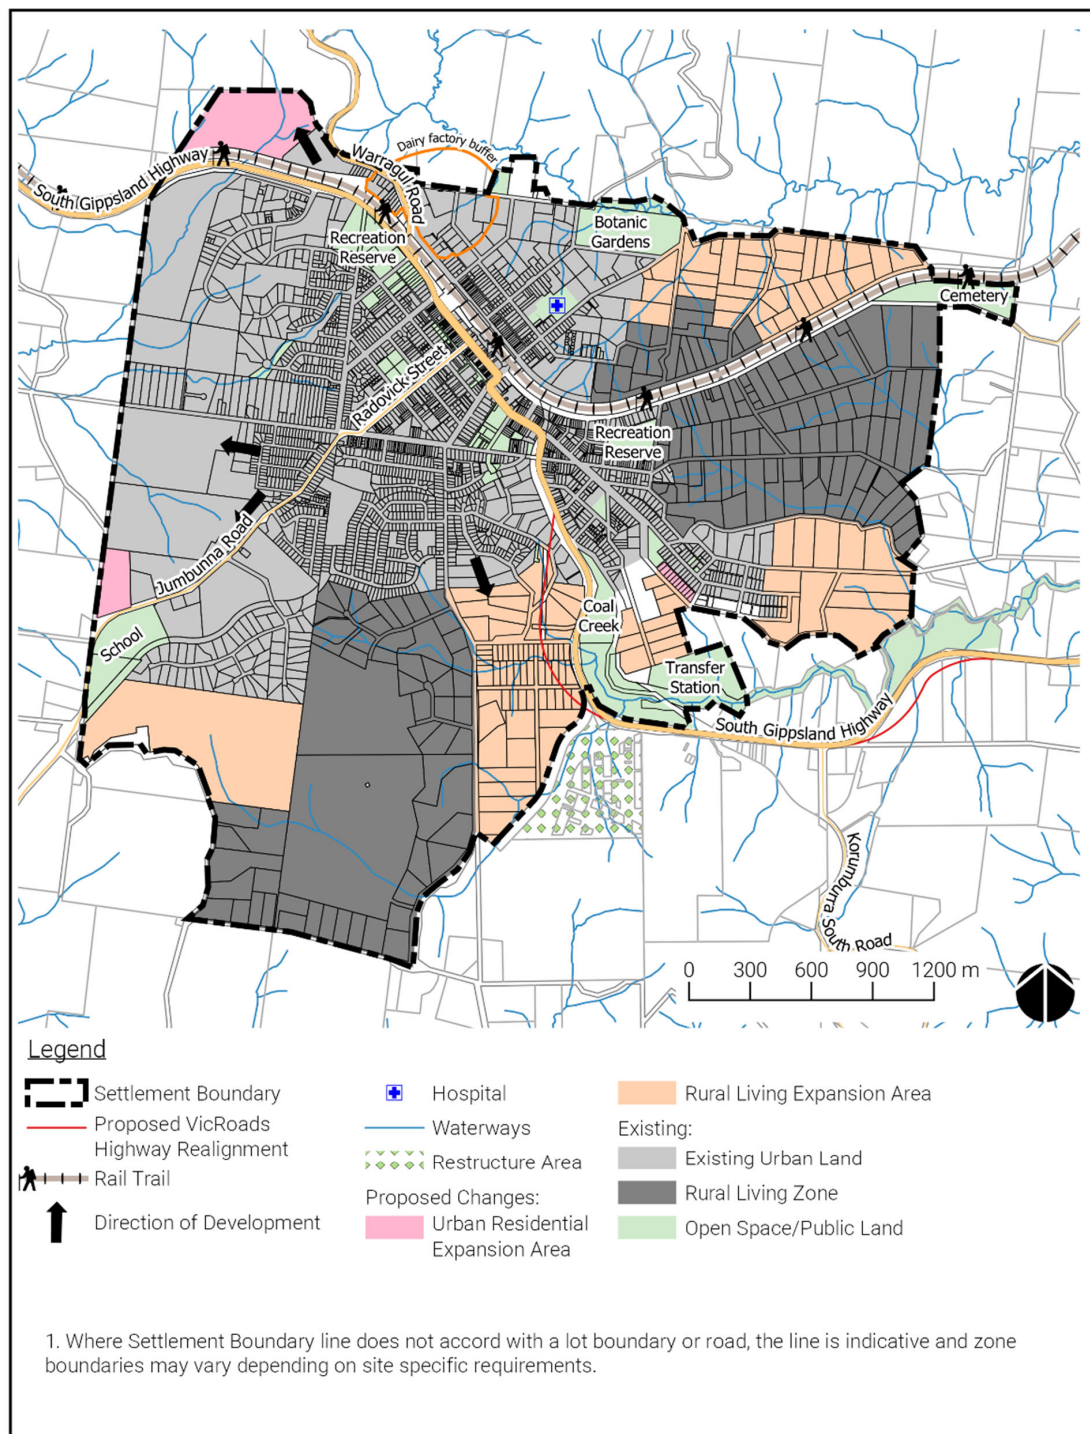 Dairy factory buffer
Warragul Road
South Gippsland Highway
Recreation
Reserve
Botanic
Gardens
Cemetery
Radovick Street
Recreation
Reserve
Jumbunna Road
School
Coal
Creek
Transfer
Station
South Gippsland Highway
Korumburra South Road
0 300 600 900 1200 m
Legend
Settlement Boundary
Proposed VicRoads
Highway Realignment
Rail Trail
Direction of Development
Hospital
Waterways
Restructure Area
Proposed Changes:
Urban Residential
Expansion Area
Rural Living Expansion Area
Existing:
Existing Urban Land
Rural Living Zone
Open Space/Public Land
1. Where Settlement Boundary line does not accord with a lot boundary or road, the line is indicative and zone
boundaries may vary depending on site specific requirements.